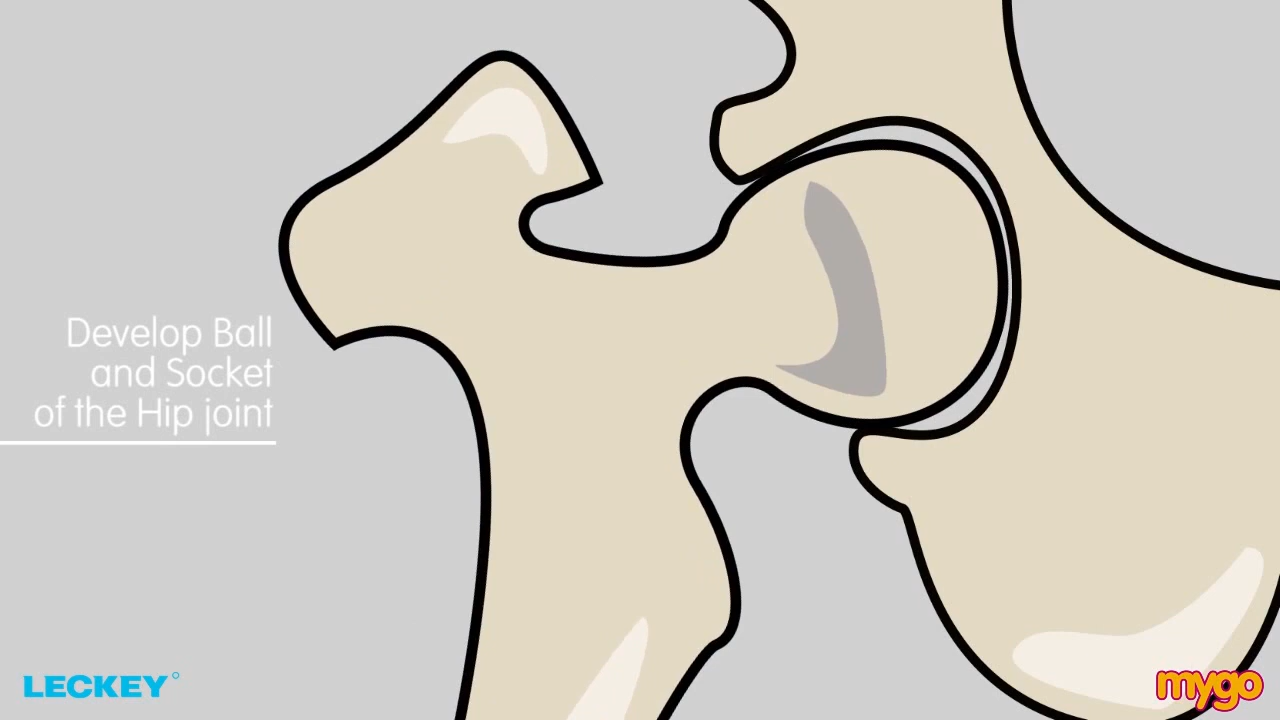 Develop Ball
and Socket
of the Hip joint
LECKEY
mygo